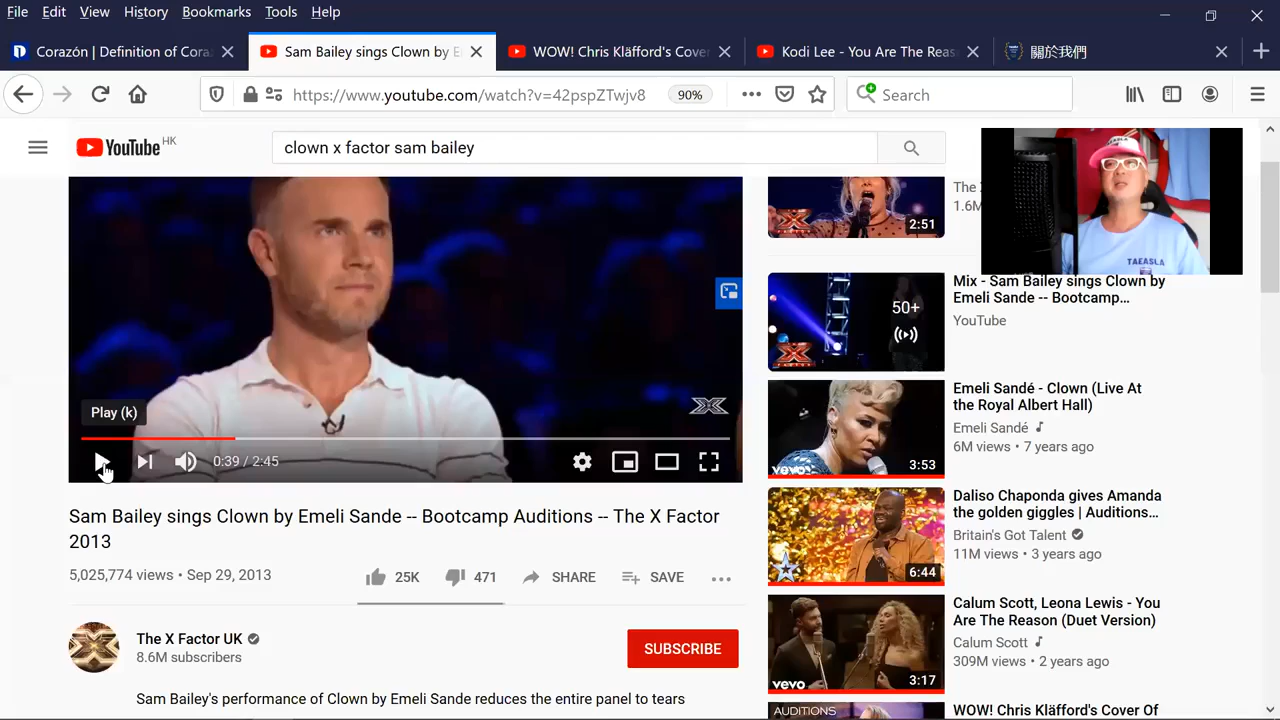 File Edit View History Bookmarks Tools Help
Corazón | Definition of Cora
Sam Bailey sings Clown by E
WOW! Chris Kläfford's Cover
Kodi Lee - You Are The Reas
關於我們
https://www.youtube.com/watch?v=42pspZTwjv8
90%
Search
YouTube HK
clown x factor sam bailey
The
1.6M
2:51
TAEASLA
Mix - Sam Bailey sings Clown by
Emeli Sande -- Bootcamp...
YouTube
50+
Play (k)
0:39 / 2:45
Emeli Sandé - Clown (Live At
the Royal Albert Hall)
Emeli Sandé
6M views • 7 years ago
vevo
3:53
Sam Bailey sings Clown by Emeli Sande -- Bootcamp Auditions -- The X Factor
2013
5,025,774 views • Sep 29, 2013
25K
471
SHARE
SAVE
Daliso Chaponda gives Amanda
the golden giggles | Auditions...
Britain's Got Talent
11M views • 3 years ago
6:44
Calum Scott, Leona Lewis - You
Are The Reason (Duet Version)
Calum Scott
309M views • 2 years ago
vevo
3:17
The X Factor UK
8.6M subscribers
SUBSCRIBE
Sam Bailey's performance of Clown by Emeli Sande reduces the entire panel to tears
AUDITIONS
WOW! Chris Kläfford's Cover Of